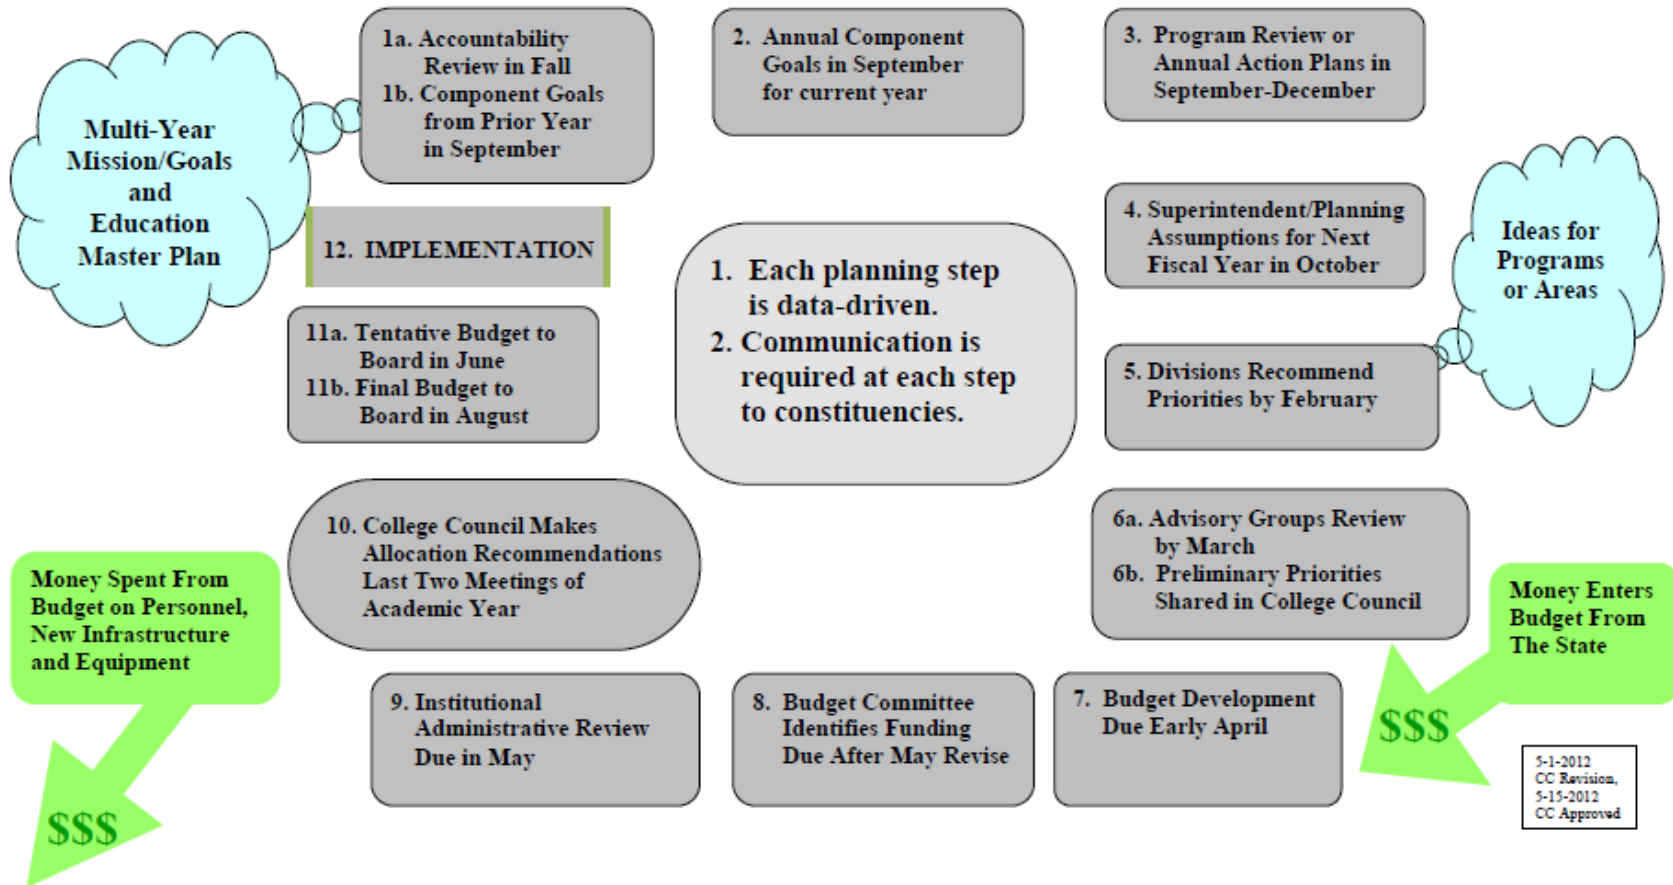 Multi-Year
Mission/Goals
and
Education
Master Plan
1a. Accountability
Review in Fall
1b. Component Goals
from Prior Year
in September
2. Annual Component
Goals in September
for current year
3. Program Review or
Annual Action Plans in
September-December
4. Superintendent/Planning
Assumptions for Next
Fiscal Year in October
Ideas for
Programs
or Areas
5. Divisions Recommend
Priorities by February
6a. Advisory Groups Review
by March
6b. Preliminary Priorities
Shared in College Council
Money Enters
Budget From
The State
$$$
7. Budget Development
Due Early April
8. Budget Committee
Identifies Funding
Due After May Revise
9. Institutional
Administrative Review
Due in May
10. College Council Makes
Allocation Recommendations
Last Two Meetings of
Academic Year
11a. Tentative Budget to
Board in June
11b. Final Budget to
Board in August
12. IMPLEMENTATION
1. Each planning step
is data-driven.
2. Communication is
required at each step
to constituencies.
Money Spent From
Budget on Personnel,
New Infrastructure
and Equipment
$$$
5-1-2012
CC Revision,
5-15-2012
CC Approved